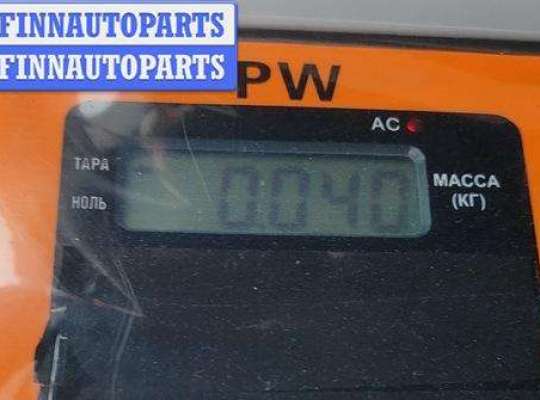 FINNAUTOPARTS
FINNAUTOPARTS
PW
AC
ТАРА
НОЛЬ
0040
МАССА
(КГ)